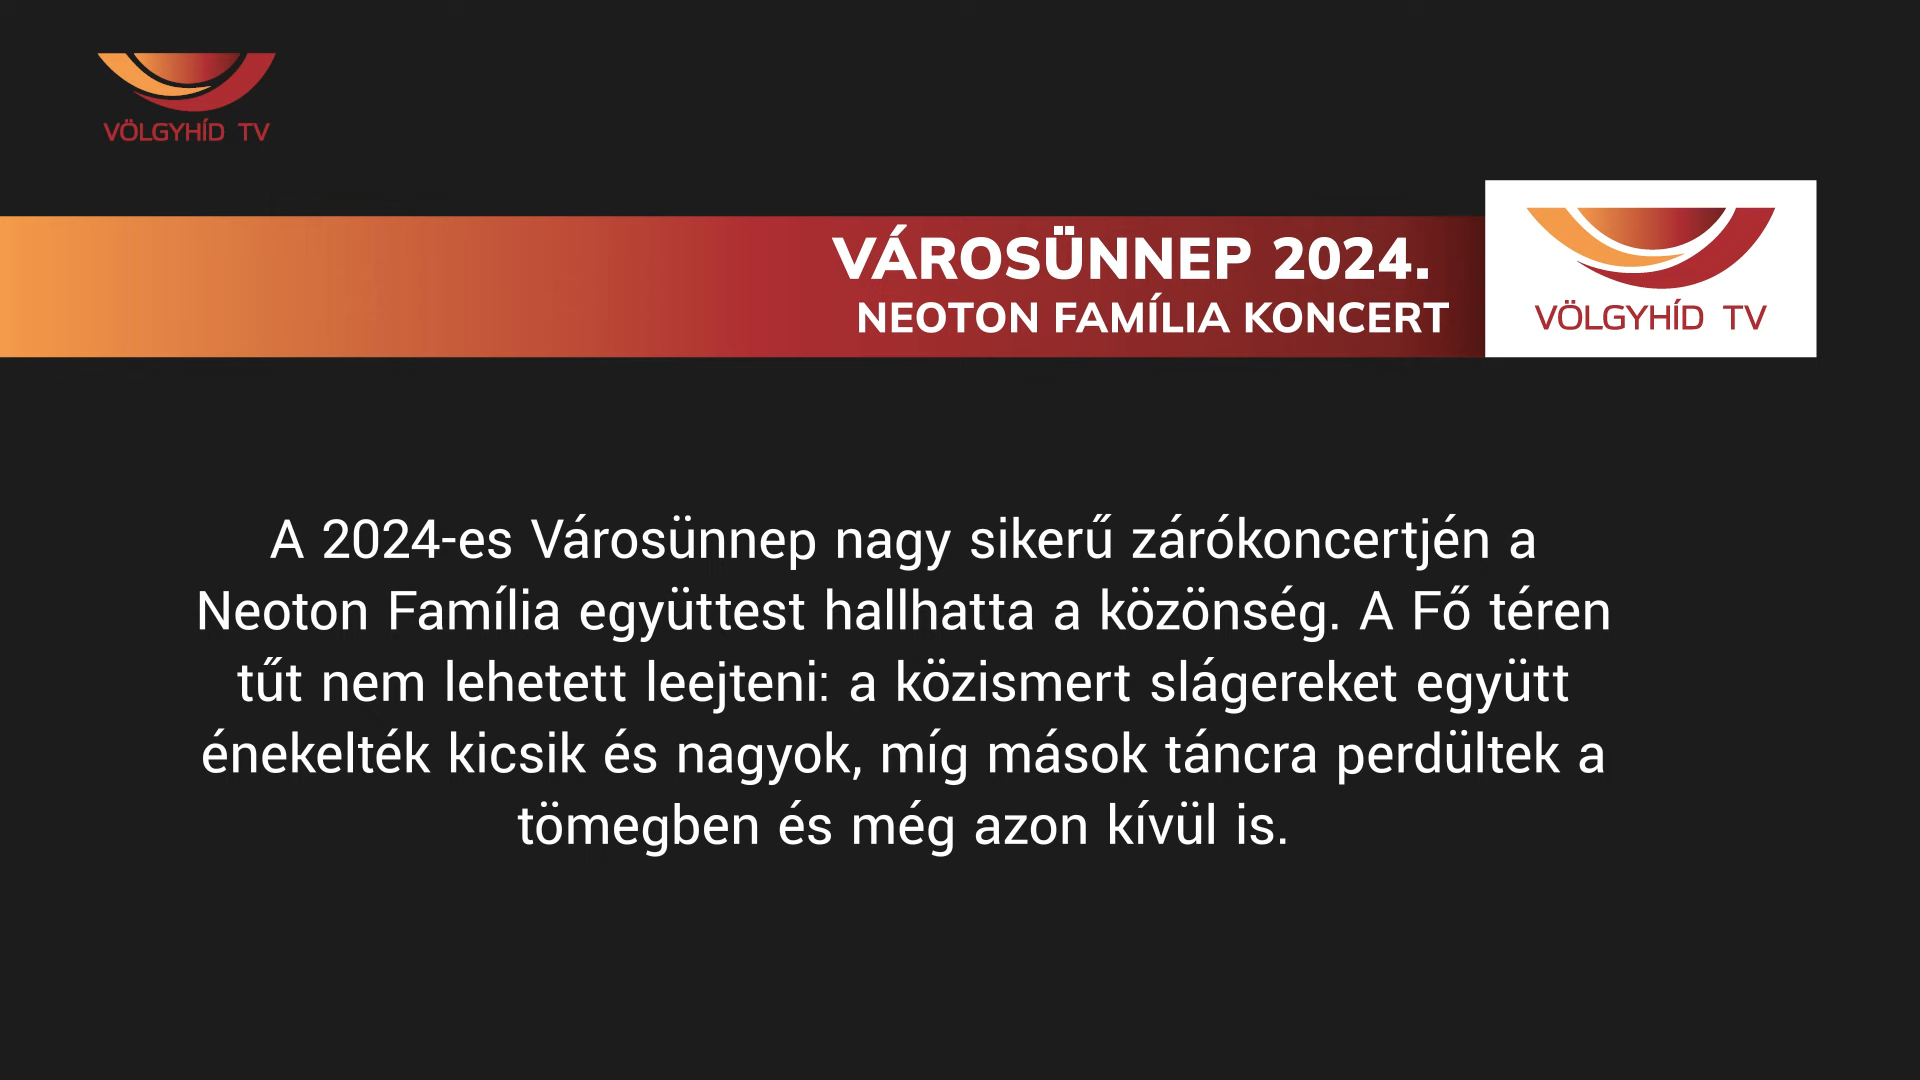 VÖLGYHÍD TV
VÁROSÜNNEP 2024.
NEOTON FAMÍLIA KONCERT
VÖLGYHÍD TV
A 2024-es Városünnep nagy sikerű zárókoncertjén a
Neoton Família együttest hallhatta a közönség. A Fő téren
tűt nem lehetett leejteni: a közismert slágereket együtt
énekelték kicsik és nagyok, míg mások táncra perdültek a
tömegben és még azon kívül is.